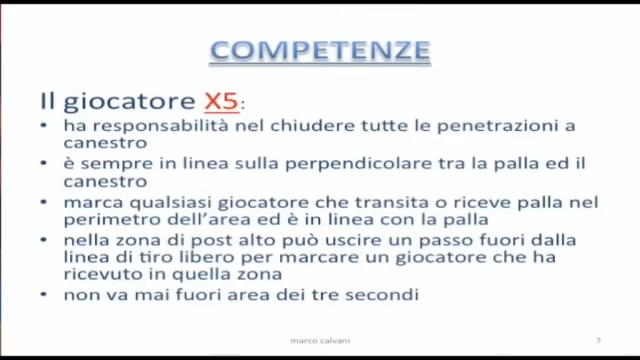 COMPETENZE
Il giocatore X5:
• ha responsabilità nel chiudere tutte le penetrazioni a
canestro
• è sempre in linea sulla perpendicolare tra la palla ed il
canestro
• marca qualsiasi giocatore che transita o riceve palla nel
perimetro dell'area ed è in linea con la palla
• nella zona di post alto può uscire un passo fuori dalla
linea di tiro libero per marcare un giocatore che ha
ricevuto in quella zona
• non va mai fuori area dei tre secondi
marco calvani
7